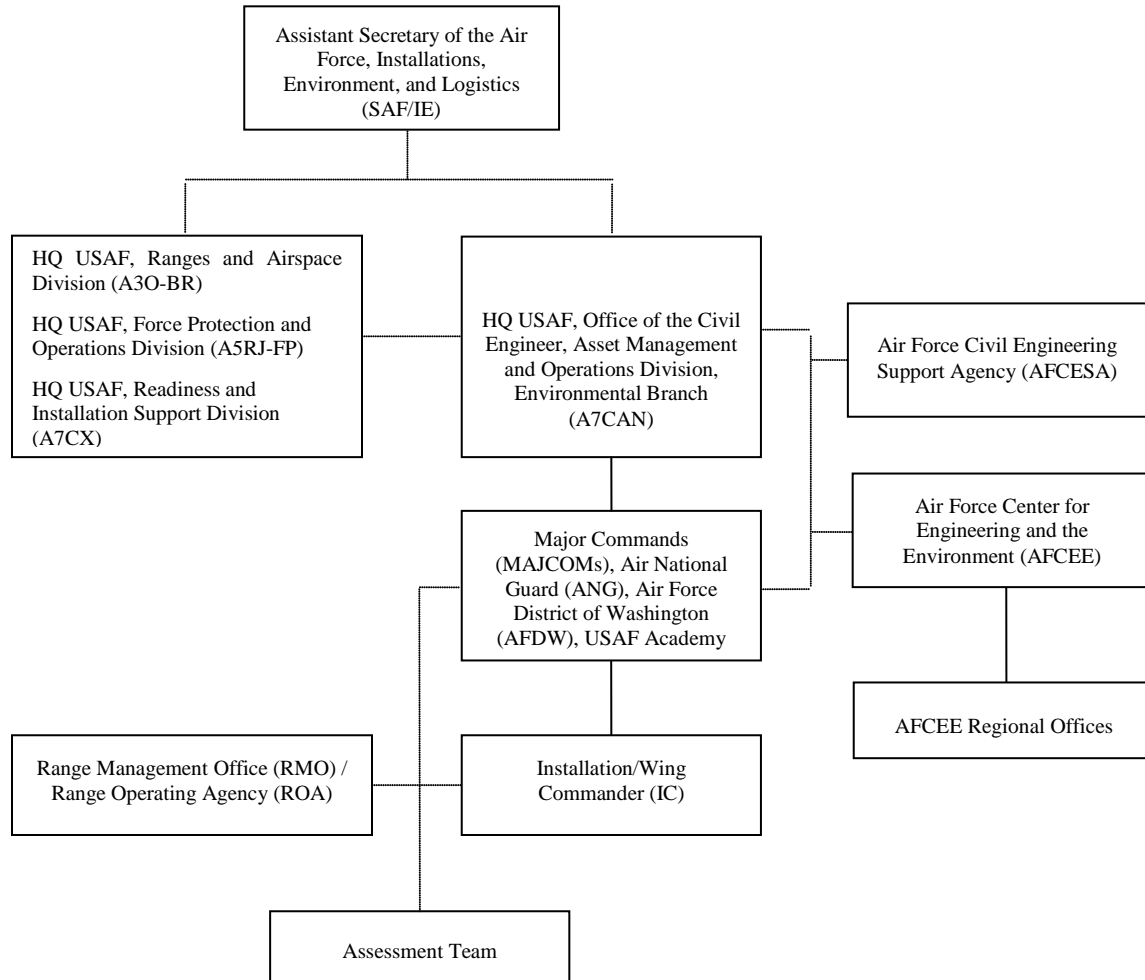 Assistant Secretary of the Air
Force, Installations,
Environment, and Logistics
(SAF/IE)
HQ USAF, Ranges and Airspace
Division (A3O-BR)
HQ USAF, Force Protection and
Operations Division (A5RJ-FP)
HQ USAF, Readiness and
Installation Support Division
(A7CX)
HQ USAF, Office of the Civil
Engineer, Asset Management
and Operations Division,
Environmental Branch
(A7CAN)
Air Force Civil Engineering
Support Agency (AFCESA)
Air Force Center for
Engineering and the
Environment (AFCEE)
Major Commands
(MAJCOMs), Air National
Guard (ANG), Air Force
District of Washington
(AFDW), USAF Academy
AFCEE Regional Offices
Range Management Office (RMO) /
Range Operating Agency (ROA)
Installation/Wing
Commander (IC)
Assessment Team